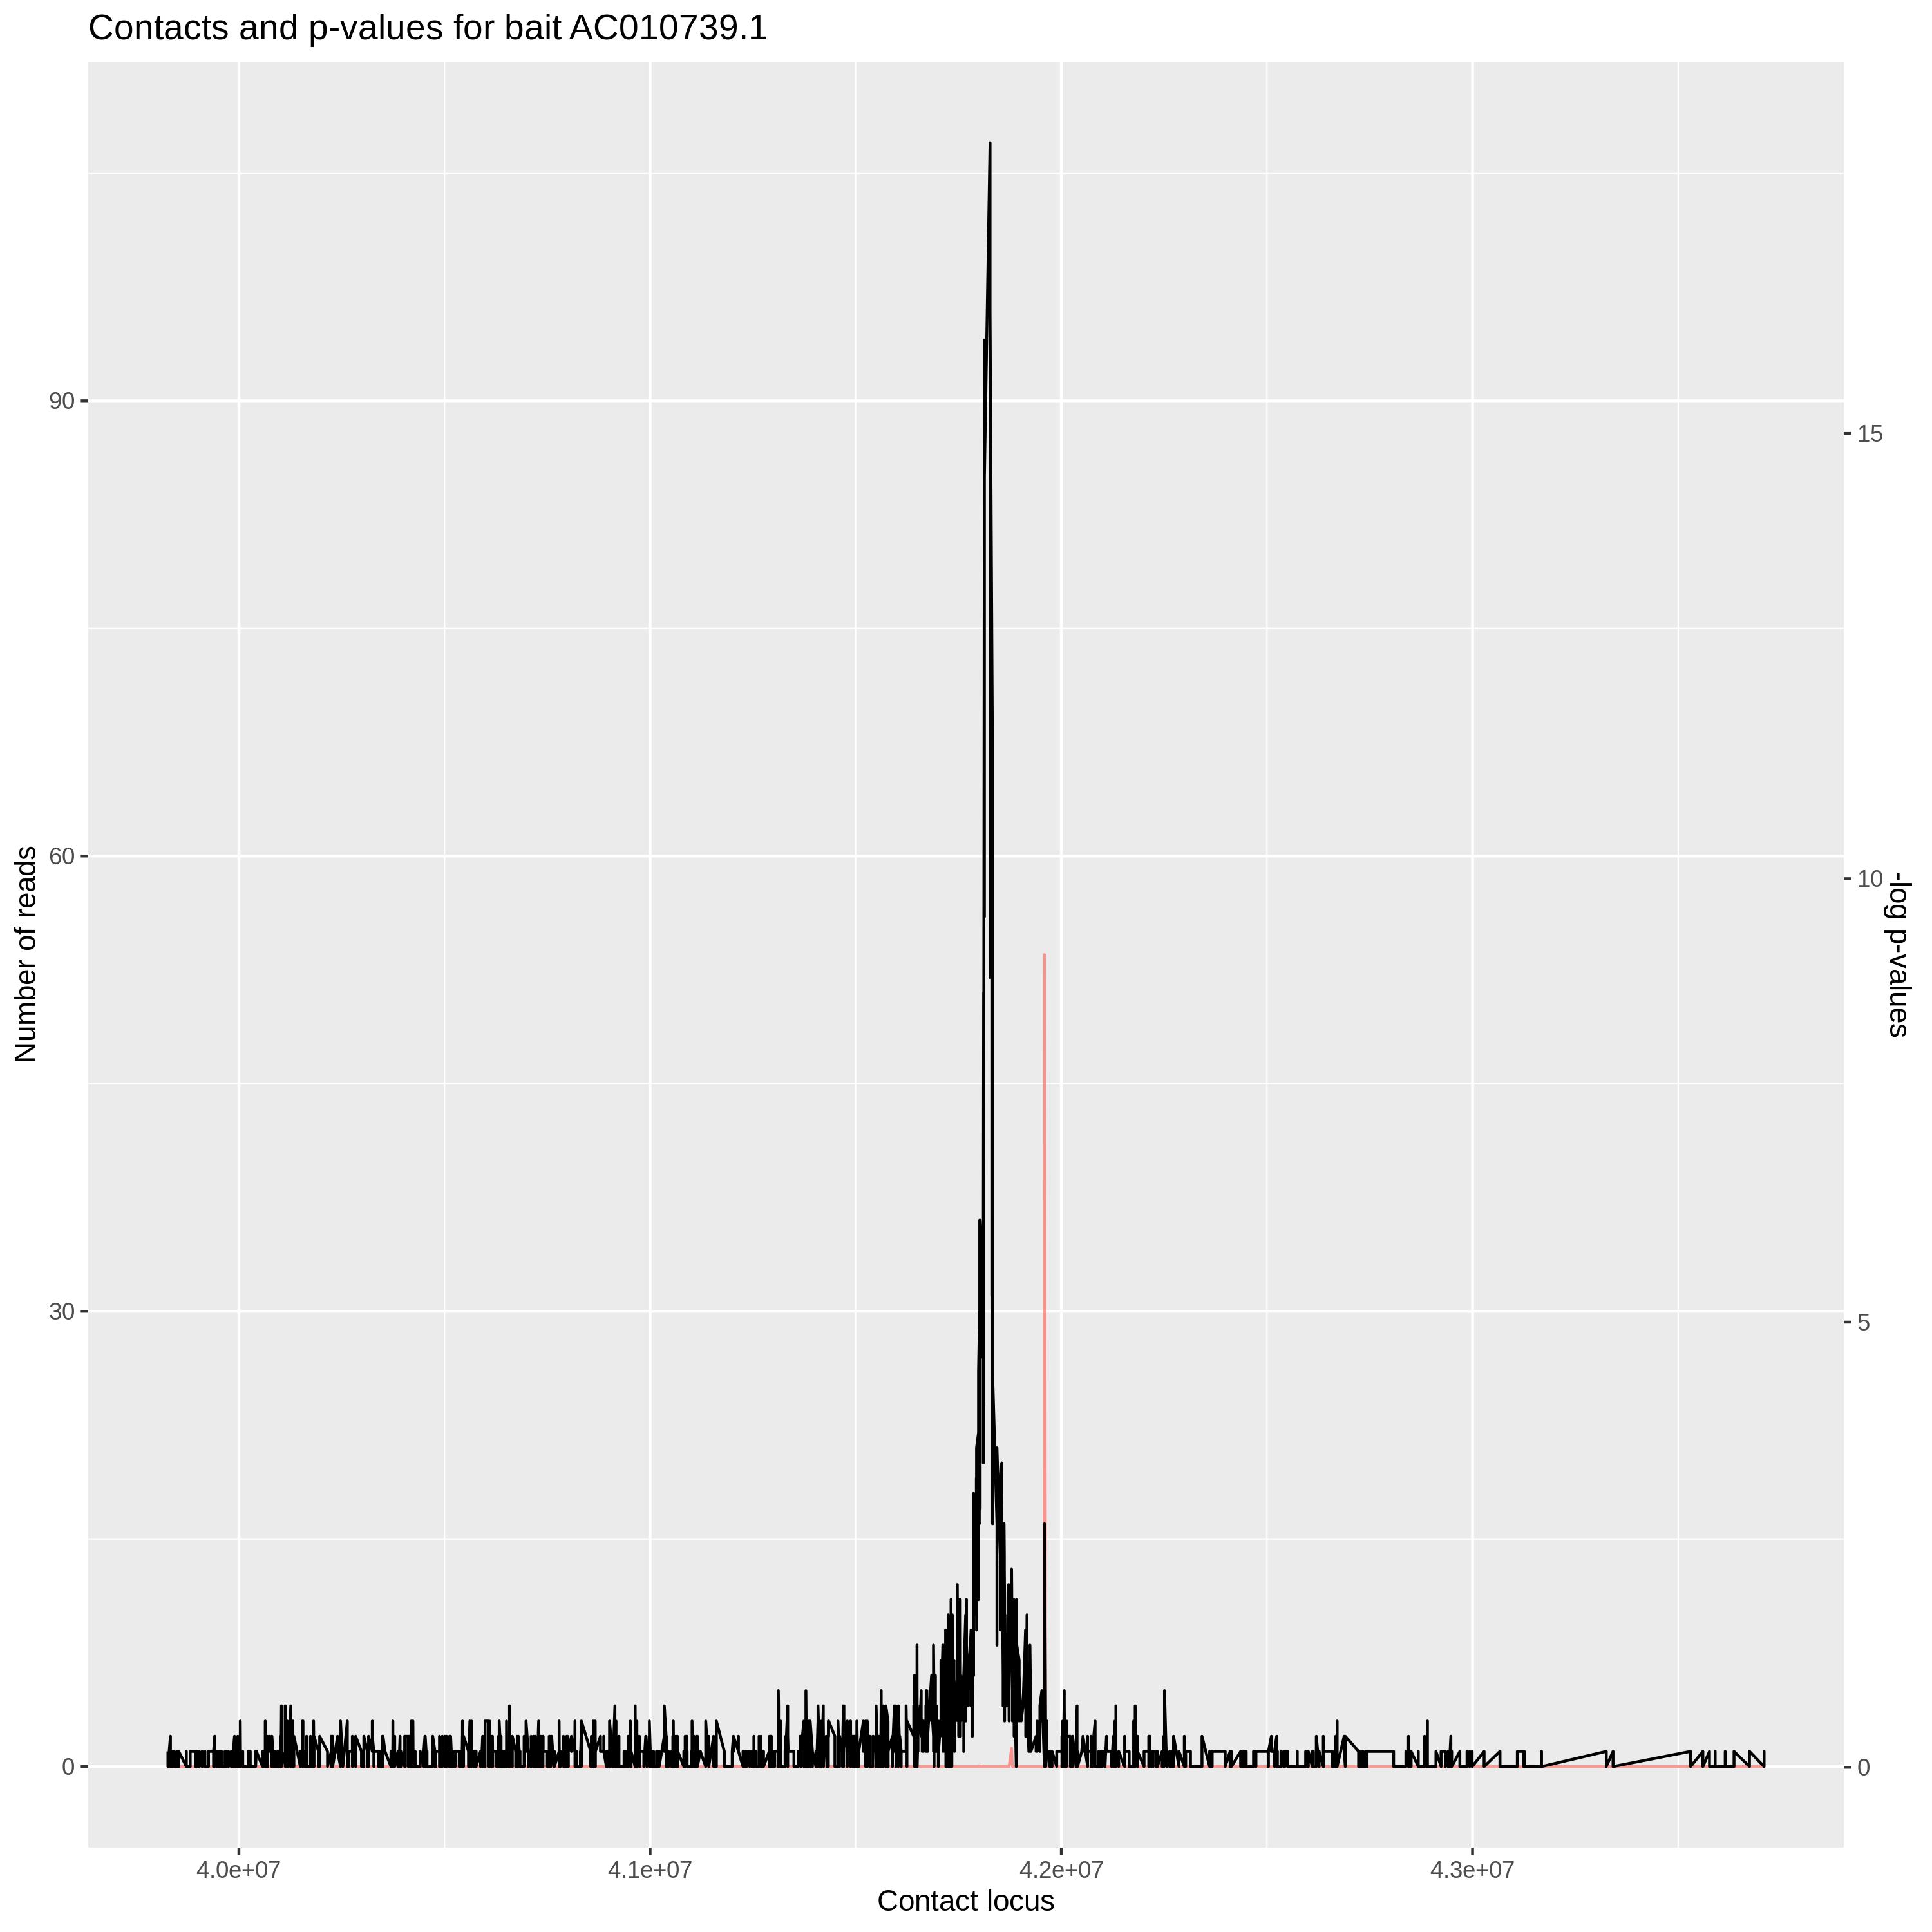 Contacts and p-values for bait AC010739.1
90
60
30
0
Number of reads
15
10
5
0
-log p-values
4.0e+07
4.1e+07
4.2e+07
4.3e+07
Contact locus